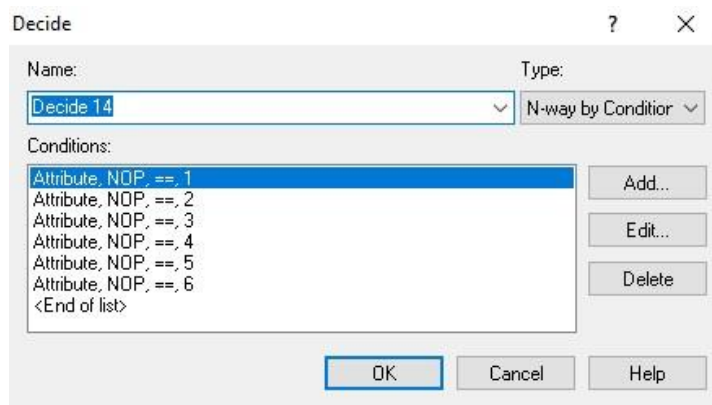 Decide ? ×
Name: Type:
Decide 14 N-way by Condition
Conditions:
Attribute, NOP, ==, 1
Attribute, NOP, ==, 2
Attribute, NOP, ==, 3
Attribute, NOP, ==, 4
Attribute, NOP, ==, 5
Attribute, NOP, ==, 6
<End of list>
Add...
Edit...
Delete
OK Cancel Help